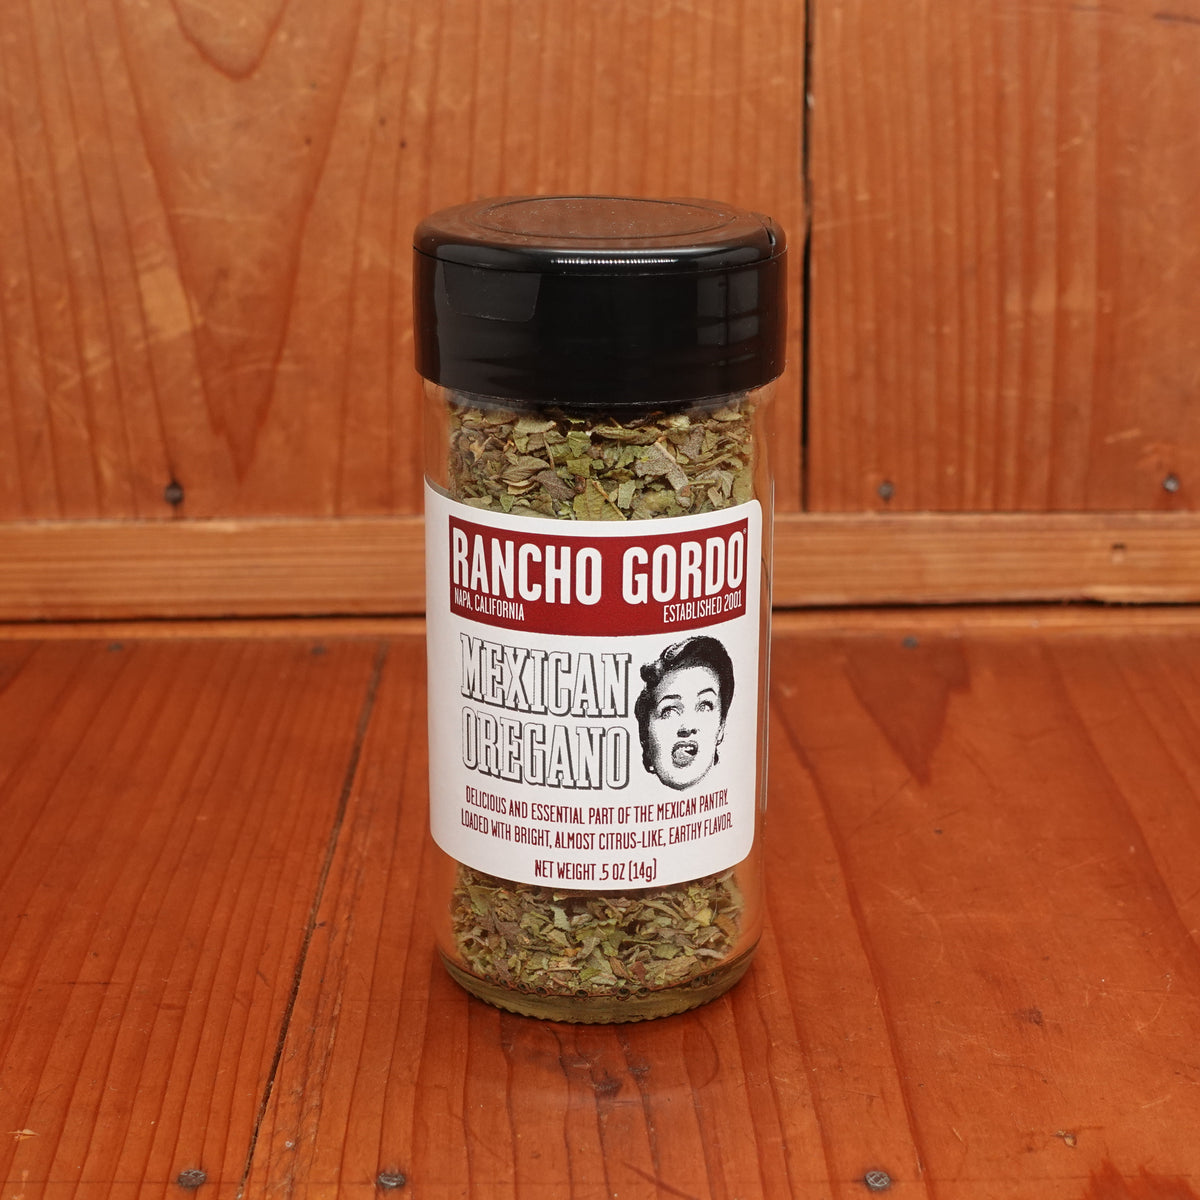 RANCHO GORDO®
NAPA, CALIFORNIA ESTABLISHED 2001
MEXICAN
OREGANO
DELICIOUS AND ESSENTIAL PART OF THE MEXICAN PANTRY.
LOADED WITH BRIGHT, ALMOST CITRUS-LIKE, EARTHY FLAVOR.
NET WEIGHT .5 OZ (14g)